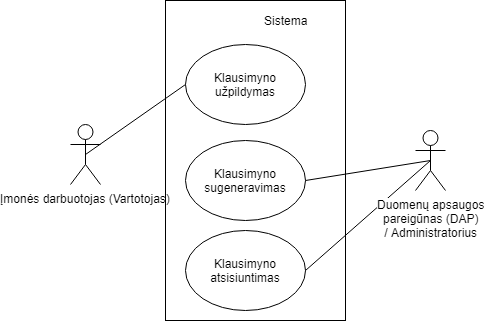 Sistema
Klausimyno
užpildymas
Įmonės darbuotojas (Vartotojas)
Klausimyno
sugeneravimas
Duomenų apsaugos
pareigūnas (DAP)
/ Administratorius
Klausimyno
atsisiuntimas